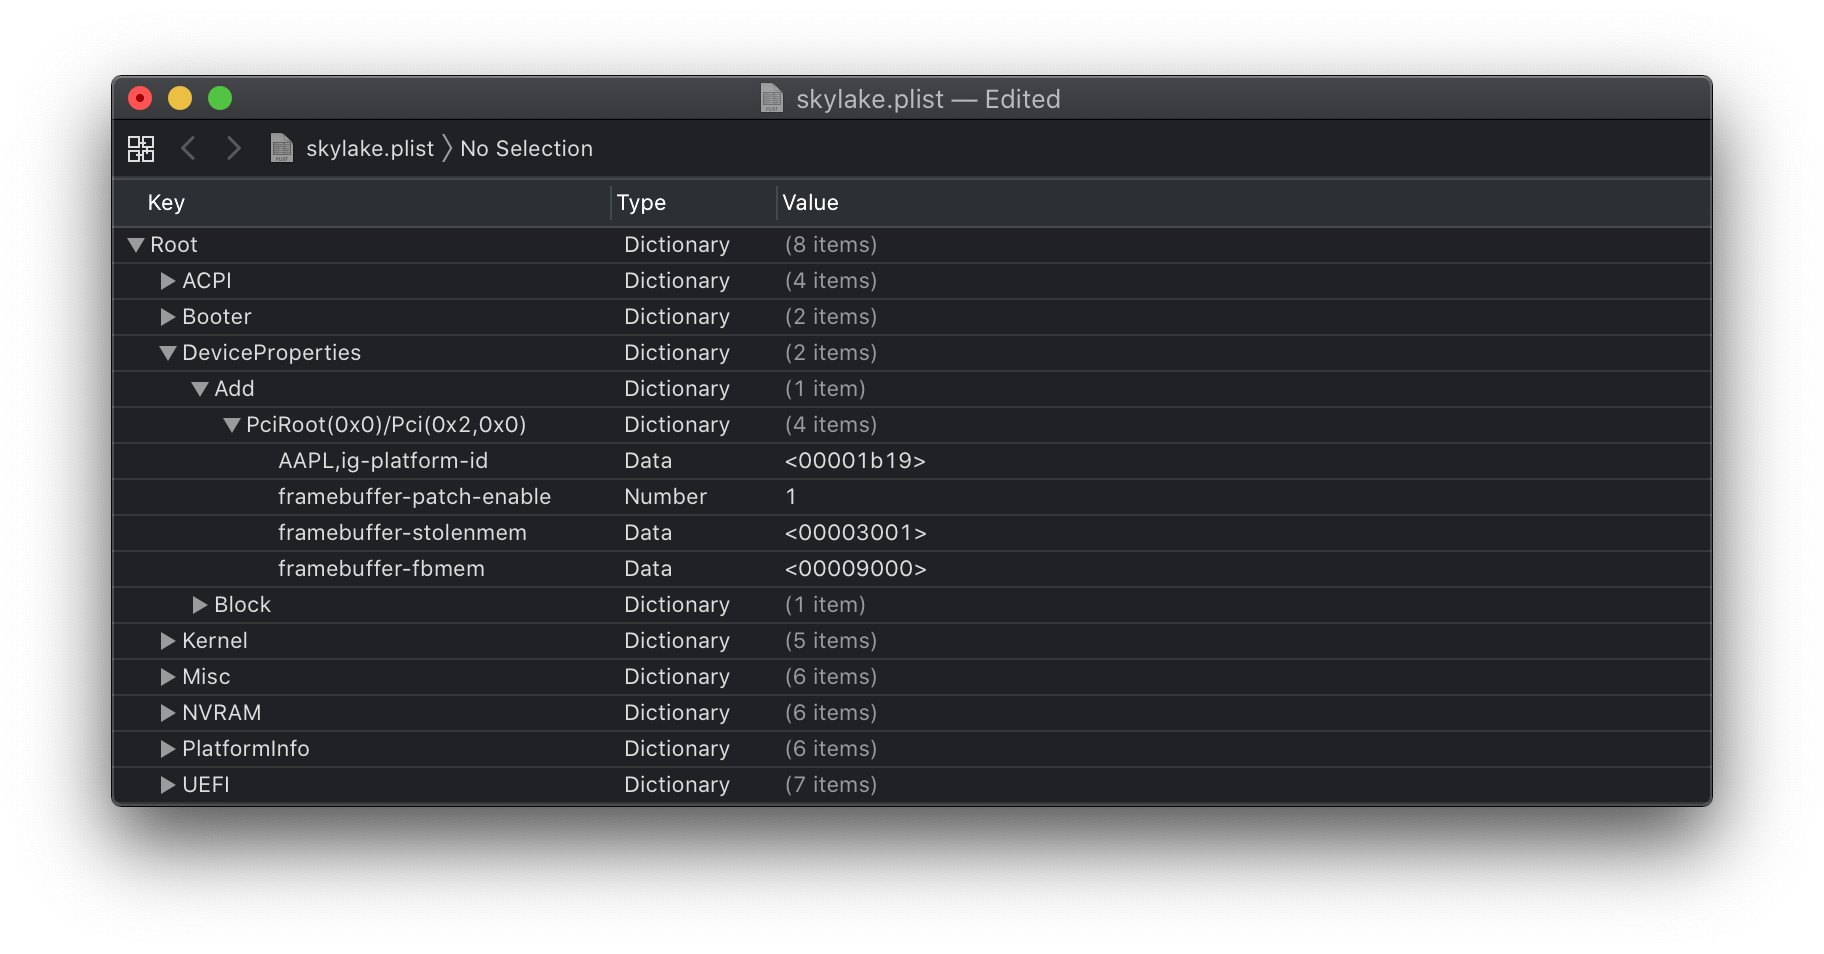 skylake.plist — Edited
skylake.plist 〉 No Selection
Key Type Value
Root Dictionary (8 items)
ACPI Dictionary (4 items)
Booter Dictionary (2 items)
DeviceProperties Dictionary (2 items)
Add Dictionary (1 item)
PciRoot(0x0)/Pci(0x2,0x0) Dictionary (4 items)
AAPL,ig-platform-id Data <00001b19>
framebuffer-patch-enable Number 1
framebuffer-stolenmem Data <00003001>
framebuffer-fbmem Data <00009000>
Block Dictionary (1 item)
Kernel Dictionary (5 items)
Misc Dictionary (6 items)
NVRAM Dictionary (6 items)
PlatformInfo Dictionary (6 items)
UEFI Dictionary (7 items)